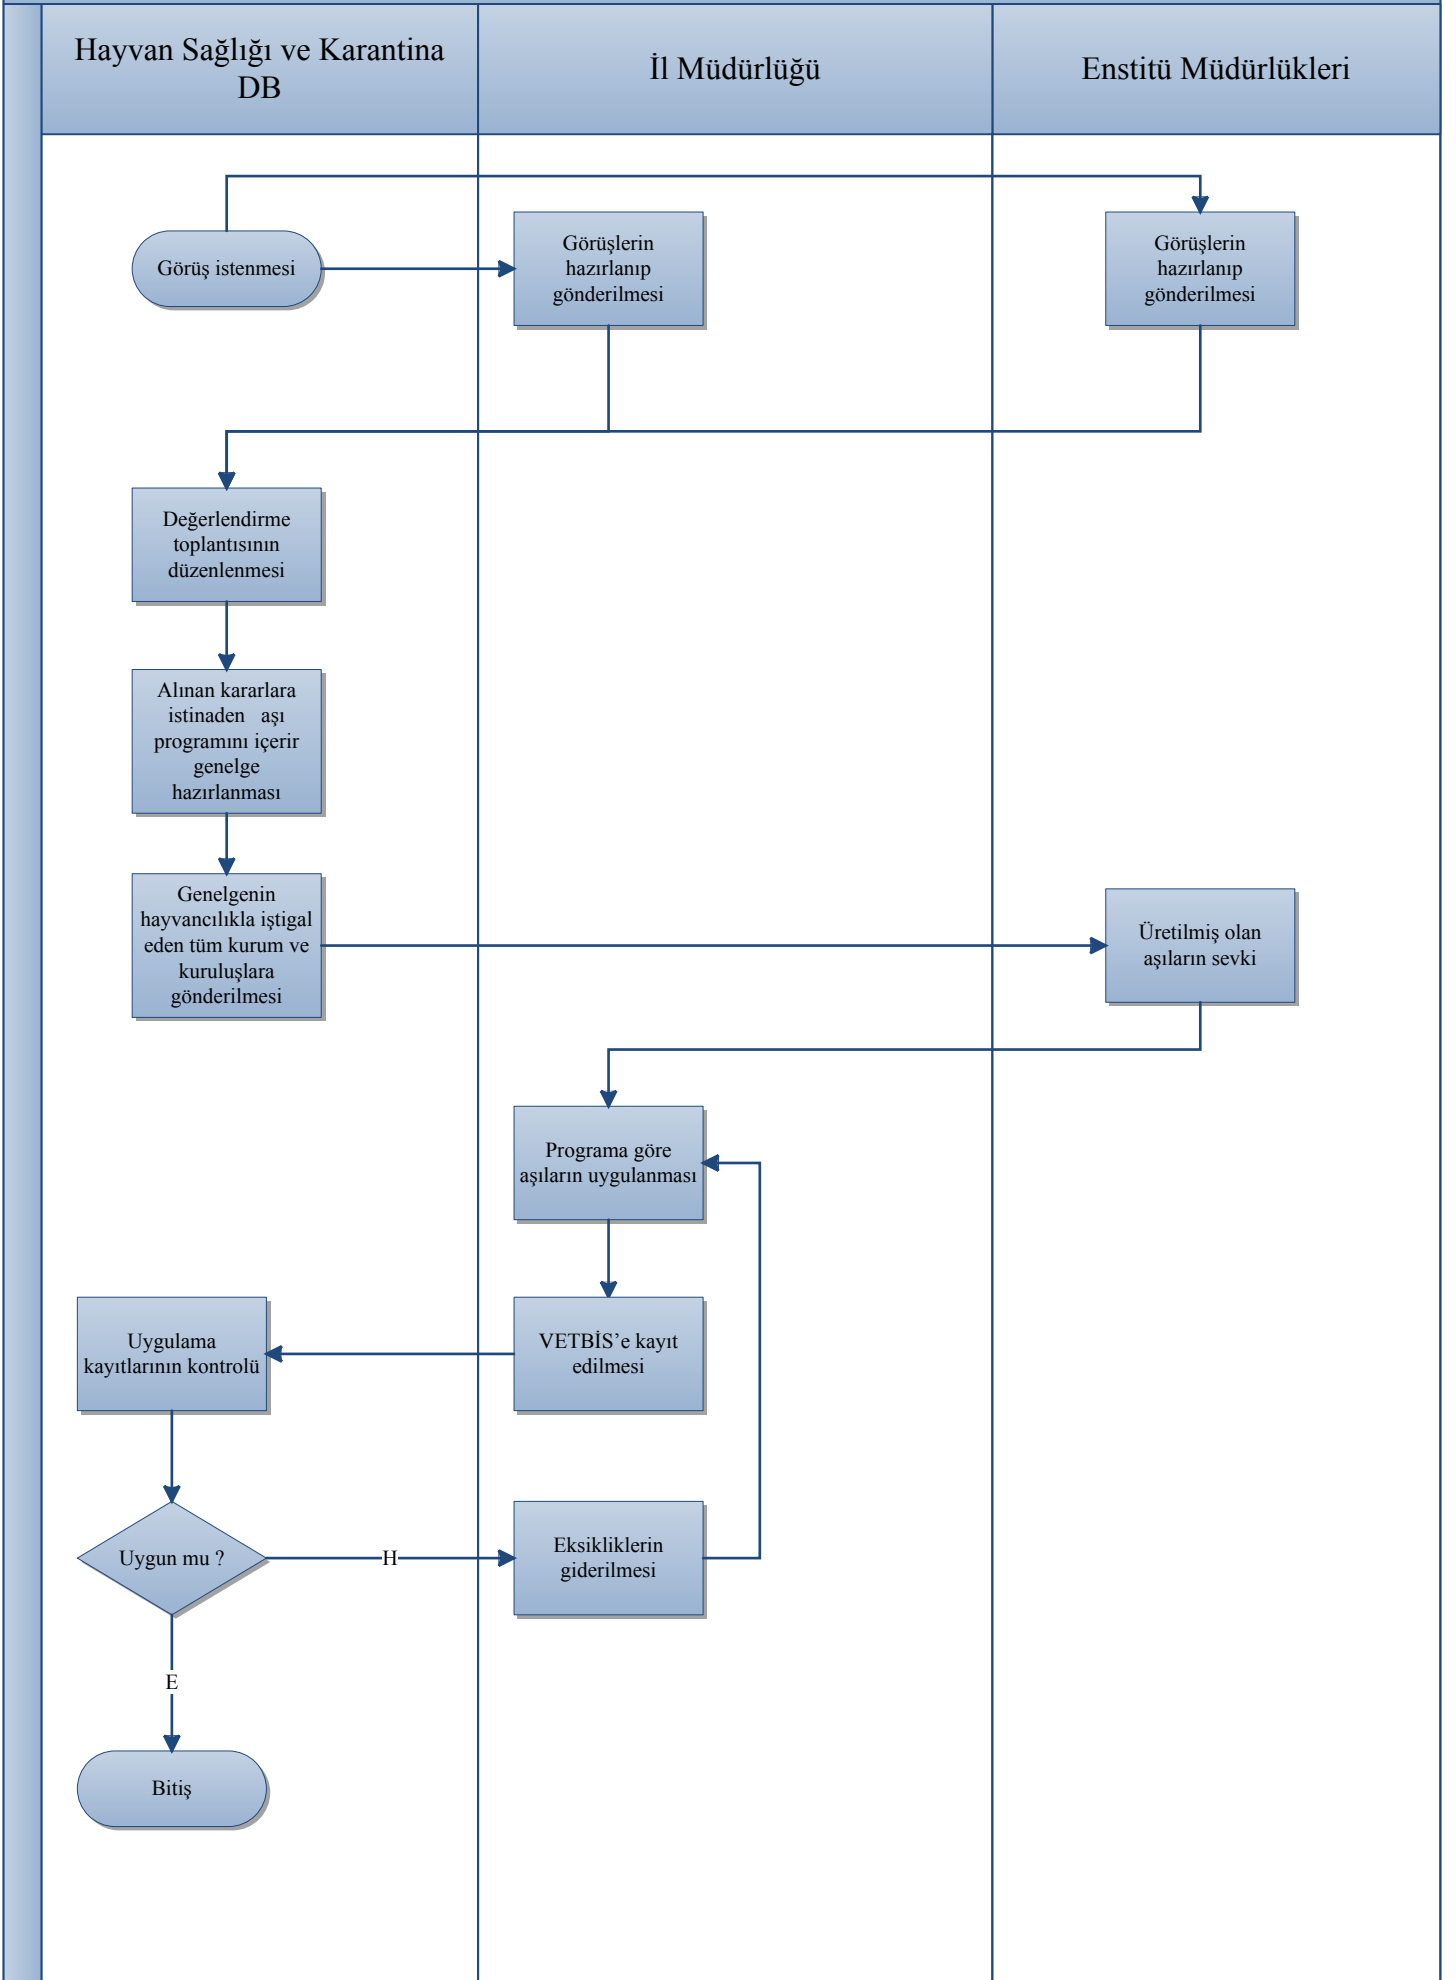 Hayvan Sağlığı ve Karantina
DB
İl Müdürlüğü
Enstitü Müdürlükleri
Görüş istenmesi
Görüşlerin
hazırlanıp
gönderilmesi
Görüşlerin
hazırlanıp
gönderilmesi
Değerlendirme
toplantısının
düzenlenmesi
Alınan kararlara
istinaden aşı
programını içerir
genelge
hazırlanması
Genelgenin
hayvancılıkla iştigal
eden tüm kurum ve
kuruluşlara
gönderilmesi
Üretilmiş olan
aşıların sevki
Programa göre
aşıların uygulanması
VETBİS’e kayıt
edilmesi
Uygulama
kayıtlarının kontrolü
Uygun mu ?
H
Eksikliklerin
giderilmesi
E
Bitiş